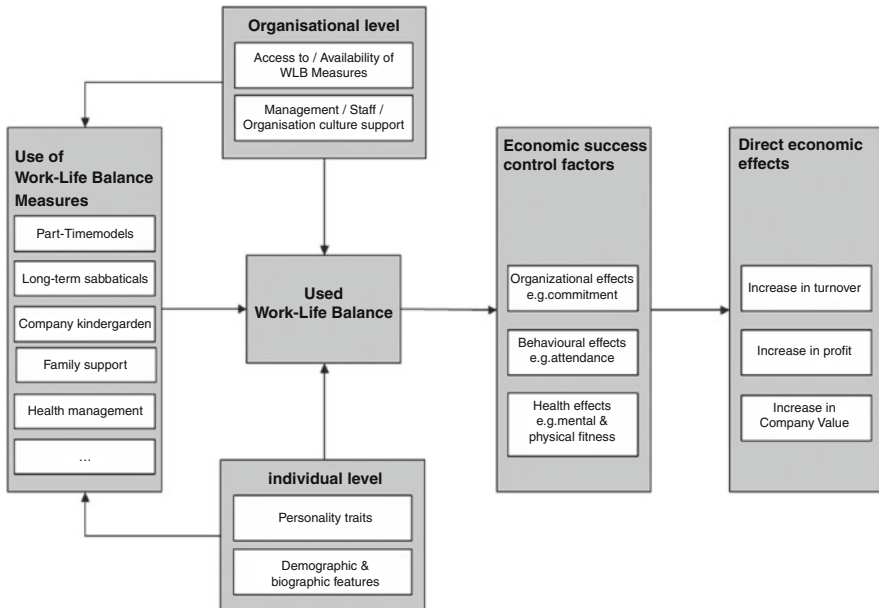 Organisational level
Access to / Availability of
WLB Measures
Management / Staff /
Organisation culture support
Use of
Work-Life Balance
Measures
Part-Timemodels
Long-term sabbaticals
Company kindergarden
Family support
Health management
...
Used
Work-Life Balance
individual level
Personality traits
Demographic &
biographic features
Economic success
control factors
Organizational effects
e.g.commitment
Behavioural effects
e.g.attendance
Health effects
e.g.mental &
physical fitness
Direct economic
effects
Increase in turnover
Increase in profit
Increase in
Company Value